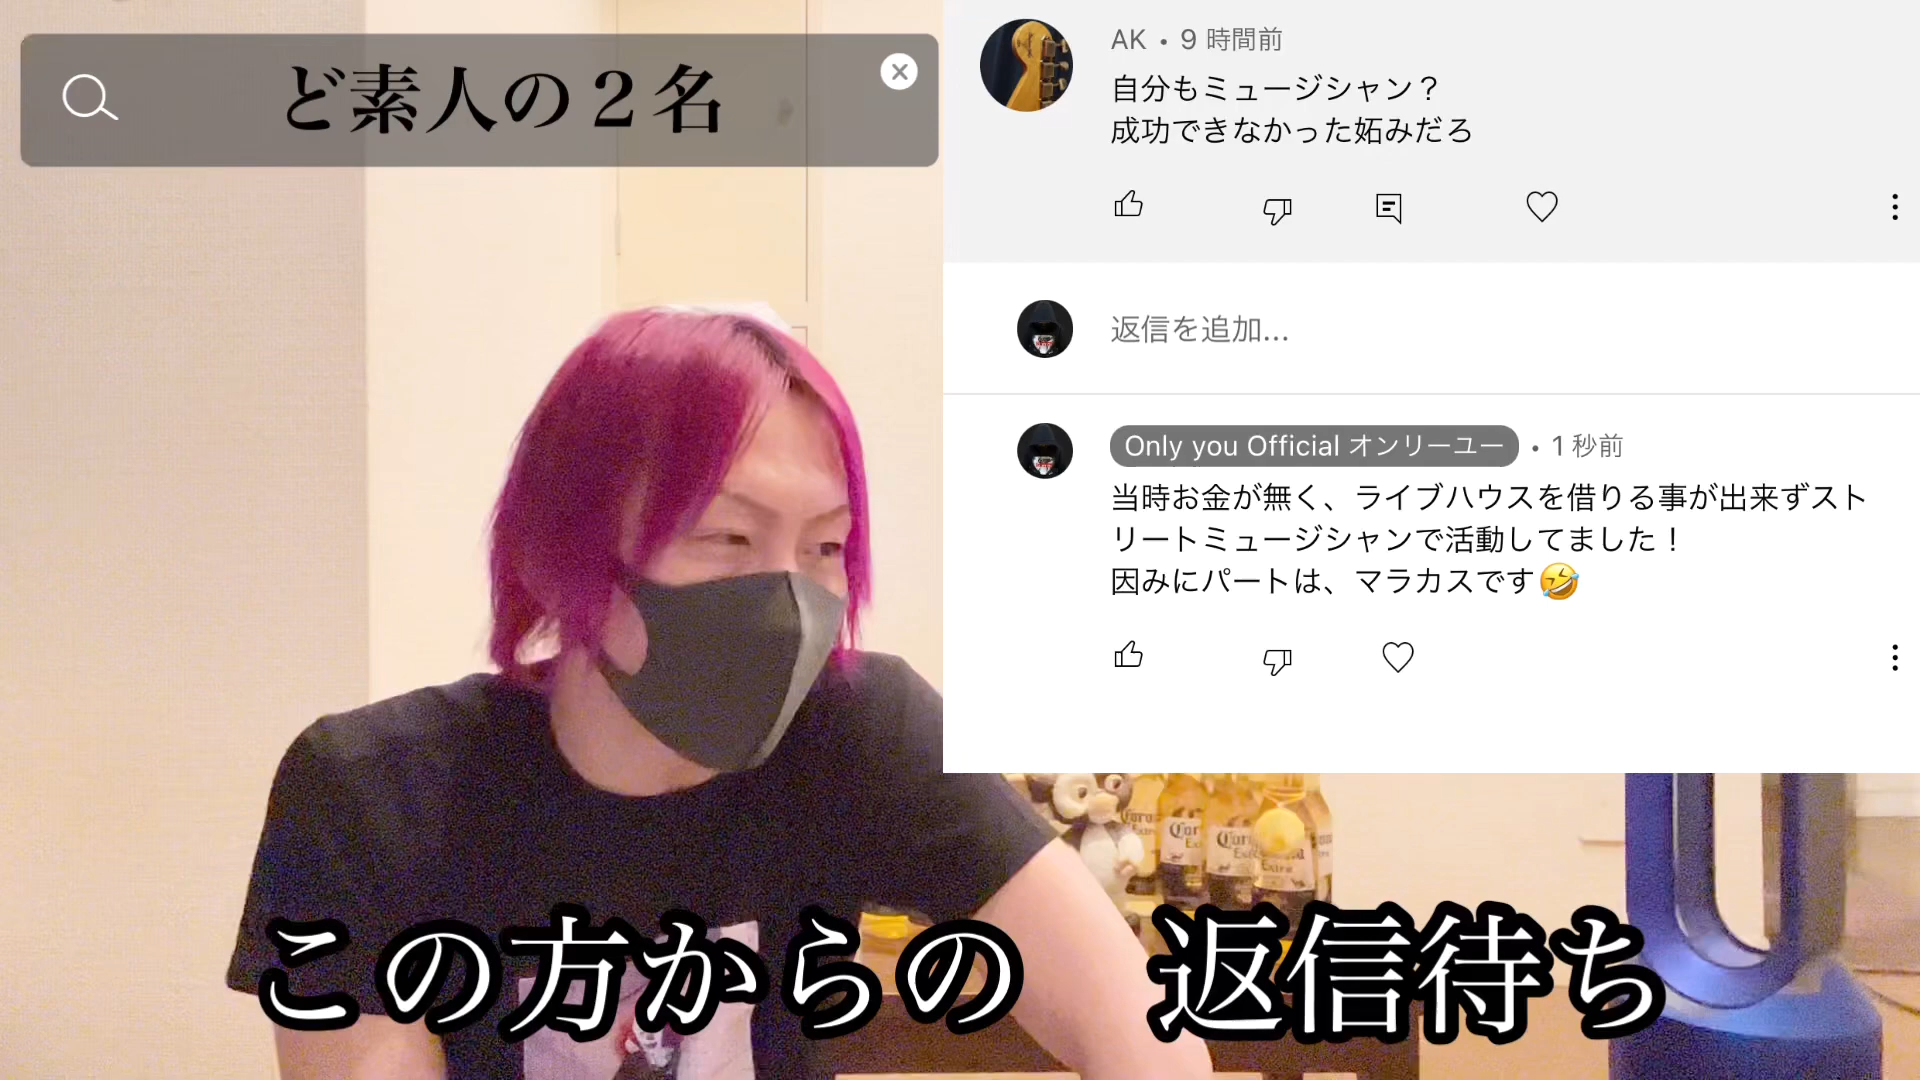 ど素人の２名
AK • 9 時間前
自分もミュージシャン？
成功できなかった妬みだろ
返信を追加...
Only you Official オンリーユー • 1 秒前
当時お金が無く、ライブハウスを借りる事が出来ずスト
リートミュージシャンで活動してました！
因みにパートは、マラカスです🤣
Corona
Extra
この方からの　返信待ち